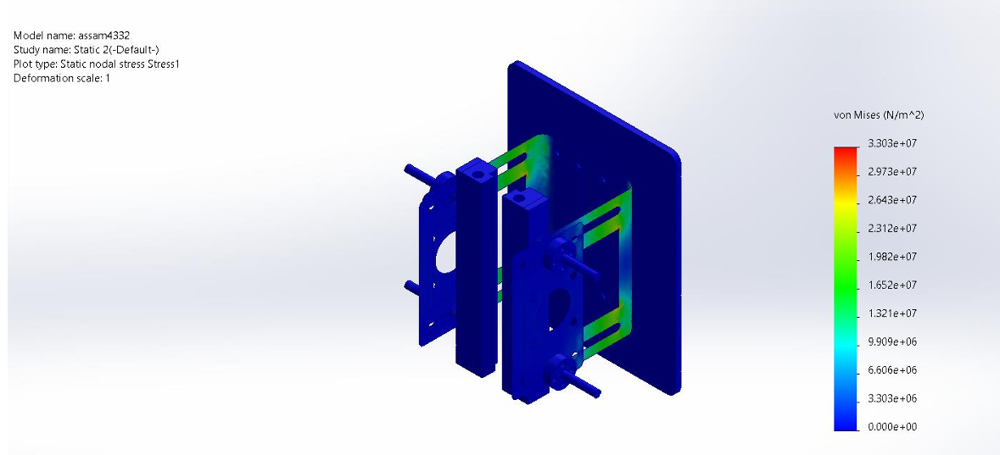 Model name: assam4332
Study name: Static 2(-Default-)
Plot type: Static nodal stress Stress1
Deformation scale: 1
von Mises (N/m^2)
3.303e+07
2.973e+07
2.643e+07
2.312e+07
1.982e+07
1.652e+07
1.321e+07
9.909e+06
6.606e+06
3.303e+06
0.000e+00